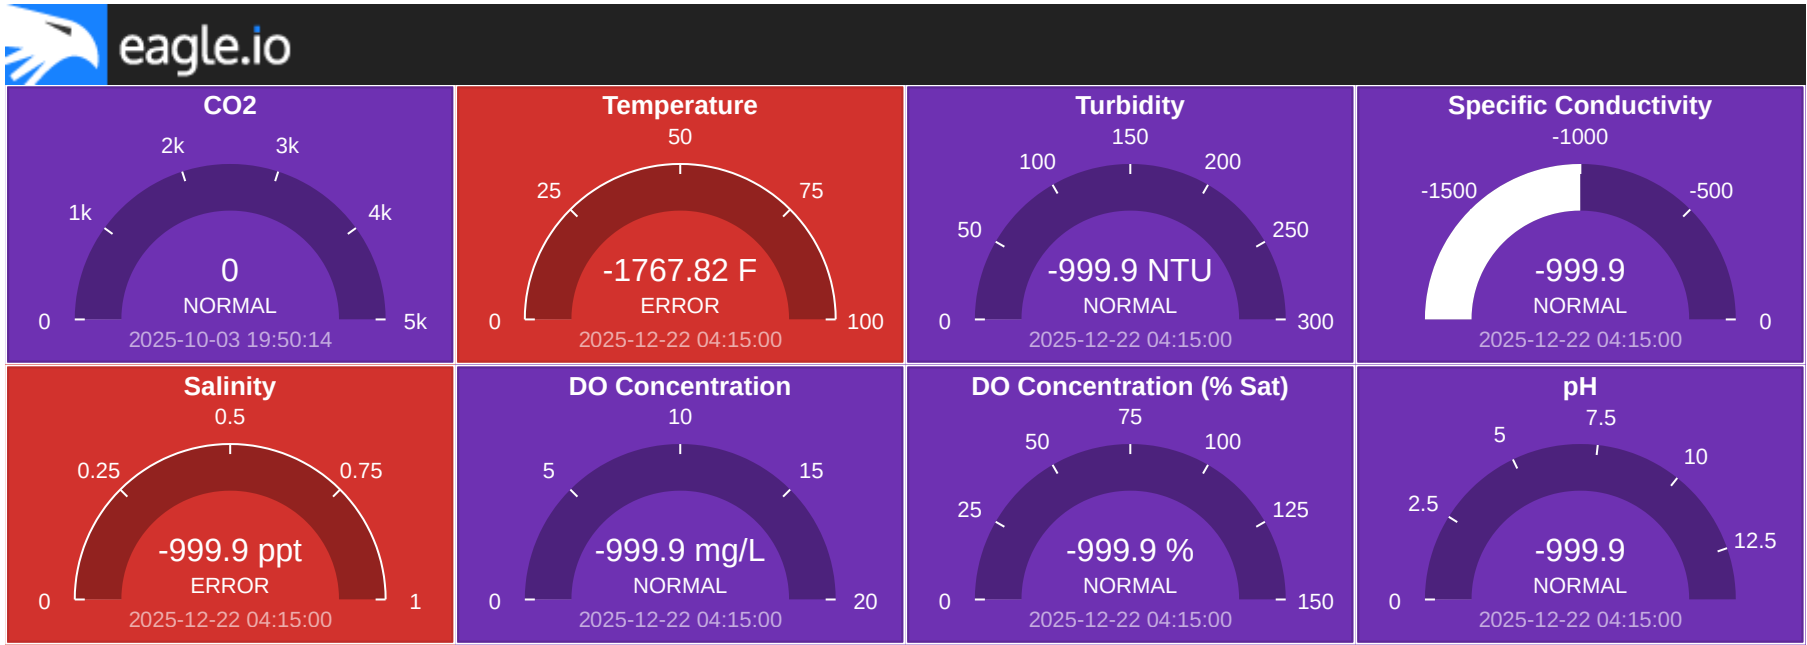 eagle.io
CO2
2k
3k
1k
4k
0
NORMAL
0
5k
2025-10-03 19:50:14
Temperature
50
25
75
-1767.82 F
ERROR
0
100
2025-12-22 04:15:00
Turbidity
150
100
200
50
250
-999.9 NTU
NORMAL
0
300
2025-12-22 04:15:00
Specific Conductivity
-1000
-1500
-500
-999.9
NORMAL
0
2025-12-22 04:15:00
Salinity
0.5
0.25
0.75
-999.9 ppt
ERROR
0
1
2025-12-22 04:15:00
DO Concentration
10
5
15
-999.9 mg/L
NORMAL
0
20
2025-12-22 04:15:00
DO Concentration (% Sat)
75
50
100
25
125
-999.9 %
NORMAL
0
150
2025-12-22 04:15:00
pH
7.5
5
10
2.5
12.5
-999.9
NORMAL
0
2025-12-22 04:15:00